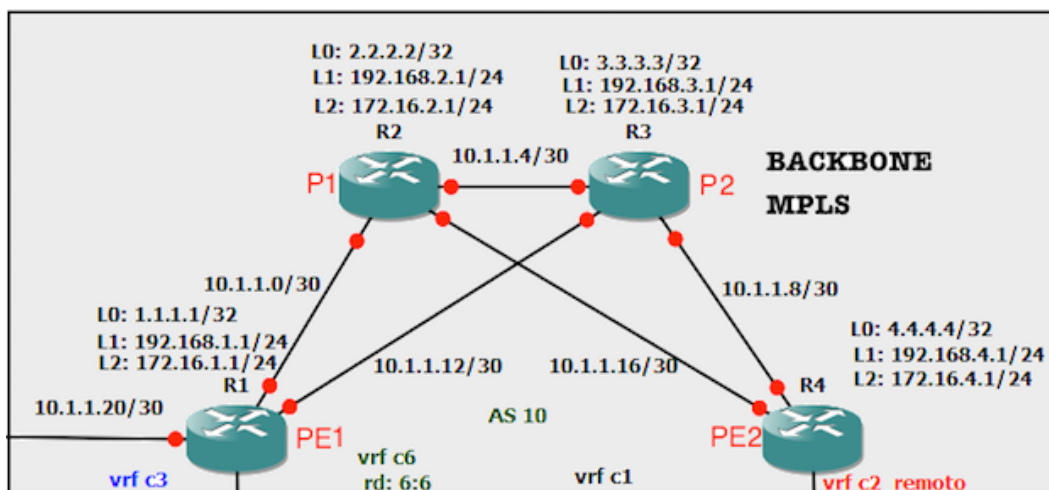 L0: 2.2.2.2/32
L1: 192.168.2.1/24
L2: 172.16.2.1/24
R2
L0: 3.3.3.3/32
L1: 192.168.3.1/24
L2: 172.16.3.1/24
R3
10.1.1.4/30
P1
P2
BACKBONE
MPLS
10.1.1.0/30
10.1.1.8/30
L0: 1.1.1.1/32
L1: 192.168.1.1/24
L2: 172.16.1.1/24
R1
10.1.1.12/30
10.1.1.16/30
L0: 4.4.4.4/32
L1: 192.168.4.1/24
L2: 172.16.4.1/24
R4
10.1.1.20/30
AS 10
PE1
PE2
vrf c3
vrf c6
rd: 6:6
vrf c1
vrf c2 remoto